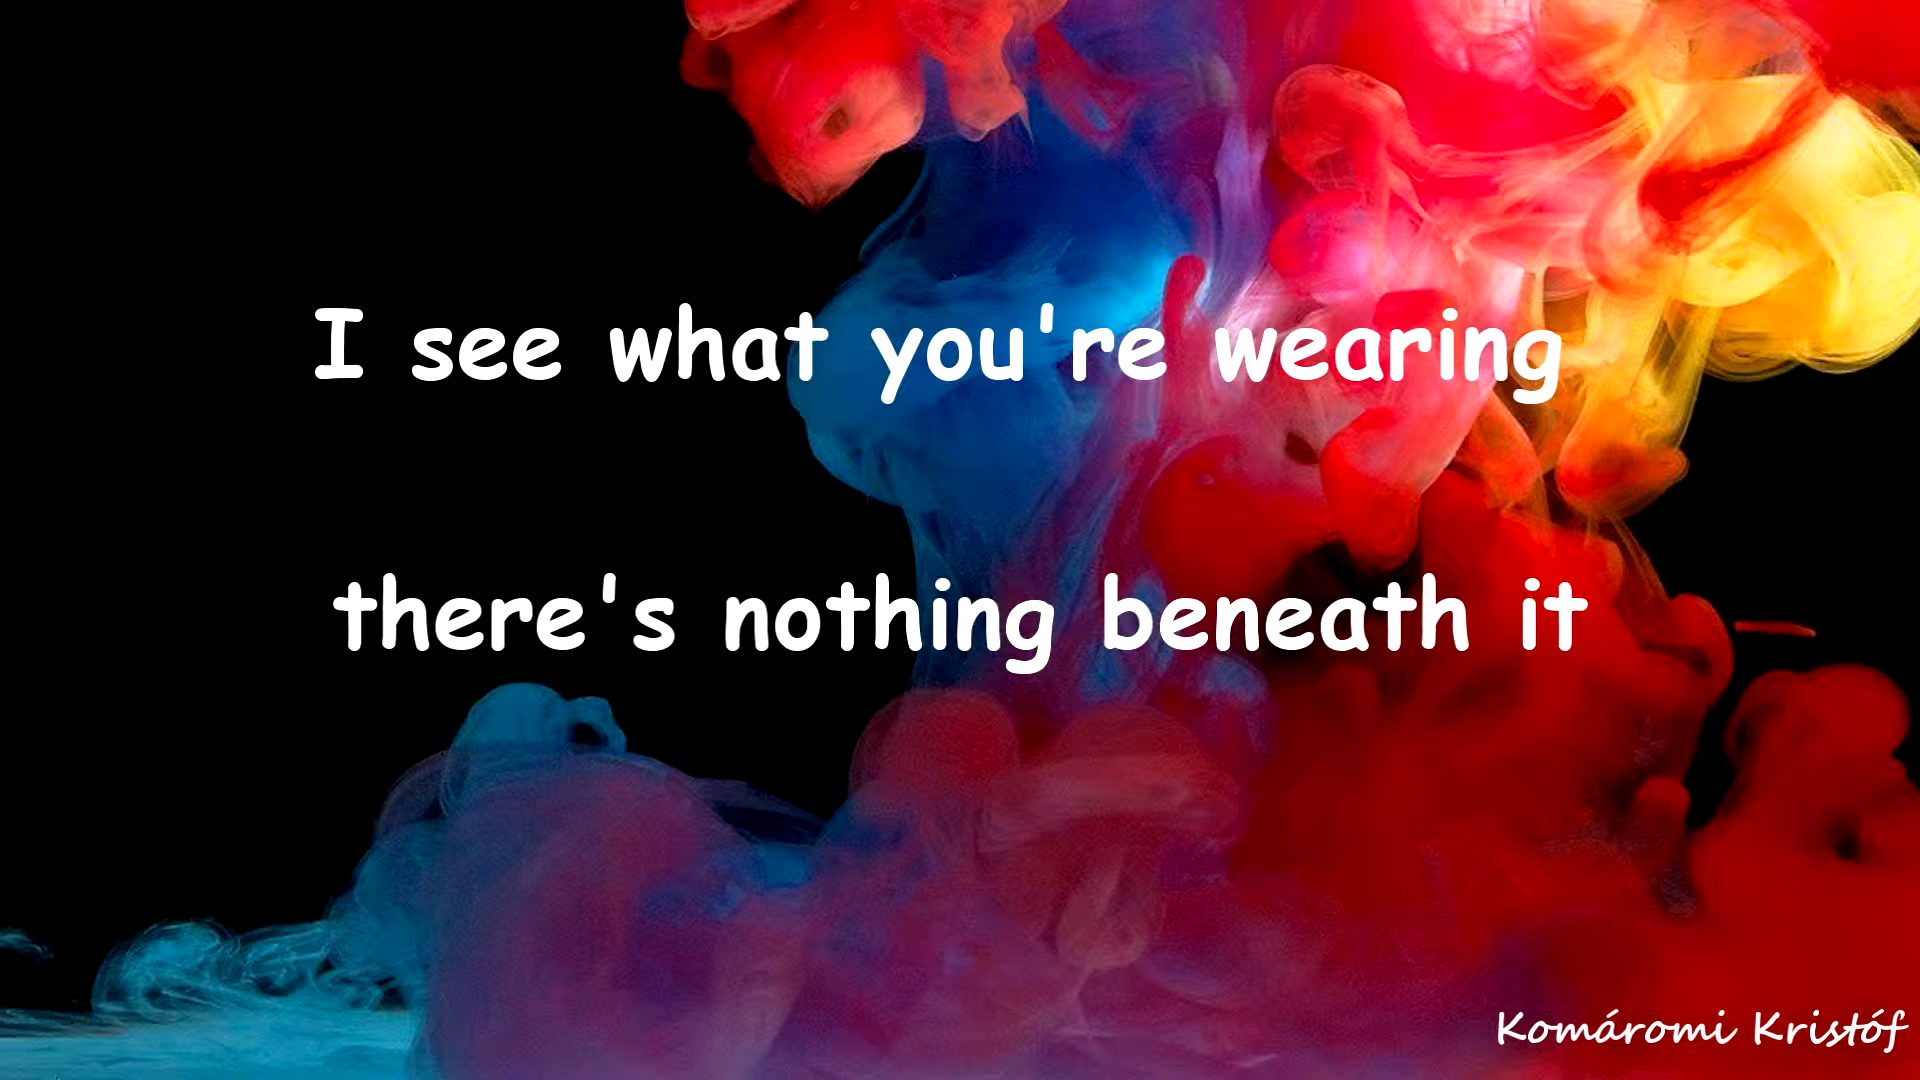 I see what you're wearing
there's nothing beneath it
Komáromi Kristóf